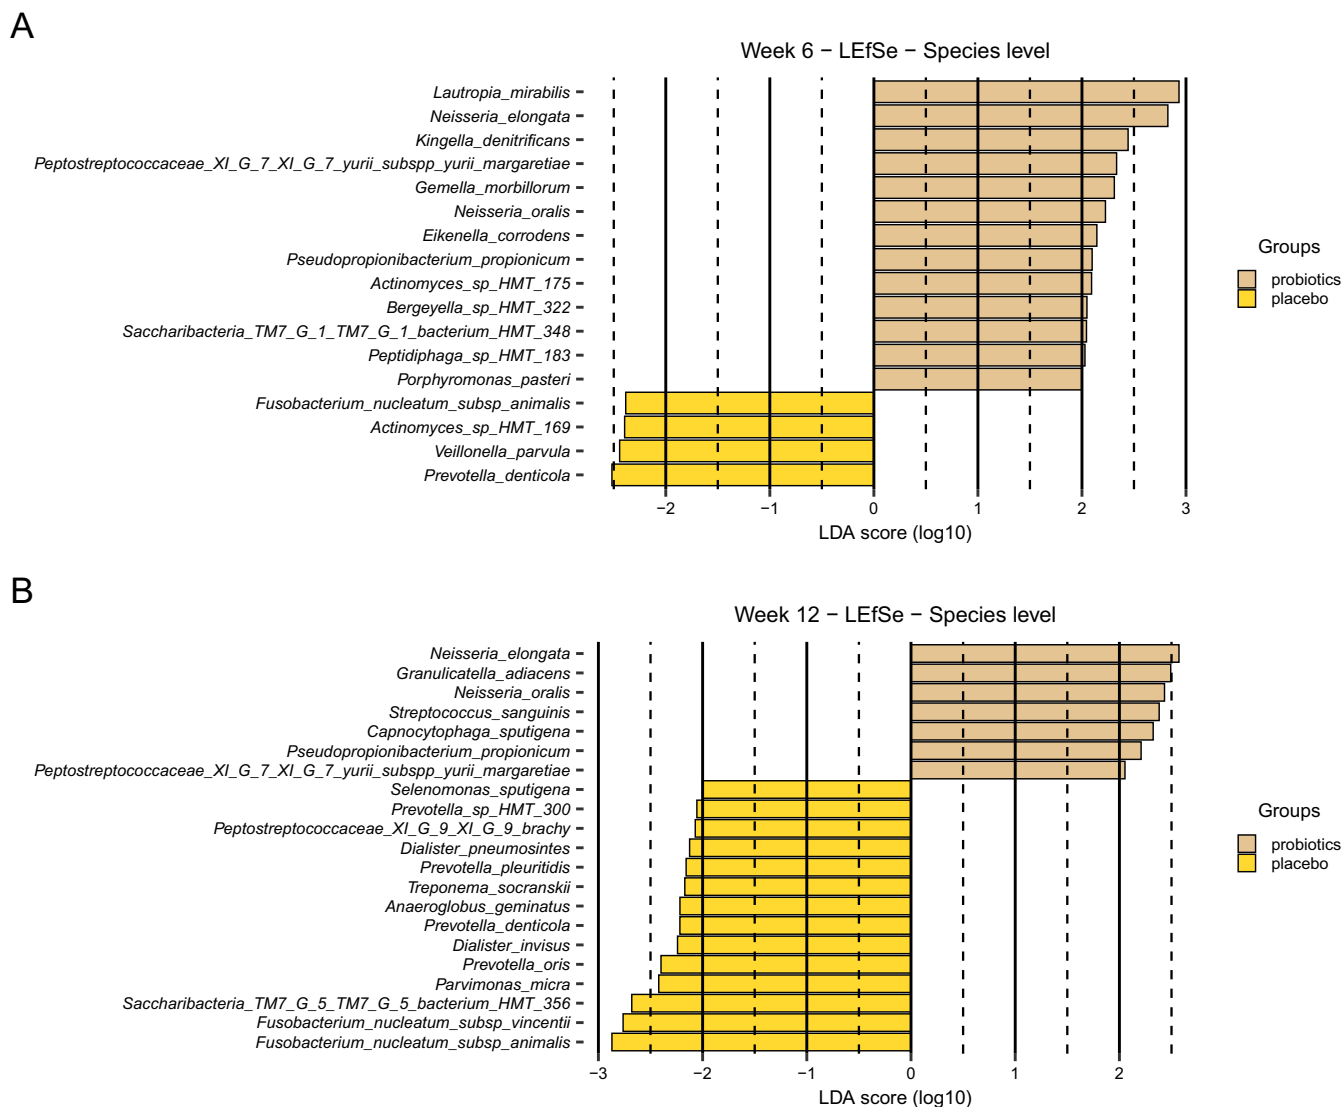 A
Week 6 − LEfSe − Species level
Lautropia_mirabilis
Neisseria_elongata
Kingella_denitrificans
Peptostreptococcaceae_XI_G_7_XI_G_7_yurii_subspp_yurii_margaretiae
Gemella_morbillorum
Neisseria_oralis
Eikenella_corrodens
Pseudopropionibacterium_propionicum
Actinomyces_sp_HMT_175
Bergeyella_sp_HMT_322
Saccharibacteria_TM7_G_1_TM7_G_1_bacterium_HMT_348
Peptidiphaga_sp_HMT_183
Porphyromonas_pasteri
Fusobacterium_nucleatum_subsp_animalis
Actinomyces_sp_HMT_169
Veillonella_parvula
Prevotella_denticola
−2 −1 0 1 2 3
LDA score (log10)
Groups
probiotics
placebo
B
Week 12 − LEfSe − Species level
Neisseria_elongata
Granulicatella_adiacens
Neisseria_oralis
Streptococcus_sanguinis
Capnocytophaga_sputigena
Pseudopropionibacterium_propionicum
Peptostreptococcaceae_XI_G_7_XI_G_7_yurii_subspp_yurii_margaretiae
Selenomonas_sputigena
Prevotella_sp_HMT_300
Peptostreptococcaceae_XI_G_9_XI_G_9_brachy
Dialister_pneumosintes
Prevotella_pleuritidis
Treponema_socranskii
Anaeroglobus_geminatus
Prevotella_denticola
Dialister_invisus
Prevotella_oris
Parvimonas_micra
Saccharibacteria_TM7_G_5_TM7_G_5_bacterium_HMT_356
Fusobacterium_nucleatum_subsp_vincentii
Fusobacterium_nucleatum_subsp_animalis
−3 −2 −1 0 1 2
LDA score (log10)
Groups
probiotics
placebo